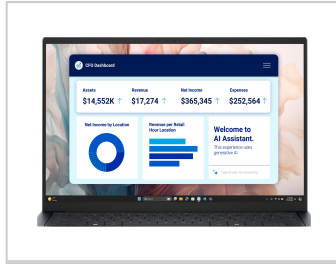 CFO Dashboard
Assets Revenue Net Income Expenses
$14,552K ↑ $17,274 ↑ $365,345 ↑ $252,564 ↑
Net Income by Location
Revenue per Retail
Hour Location
Welcome to
AI Assistant.
This experience uses
generative AI.